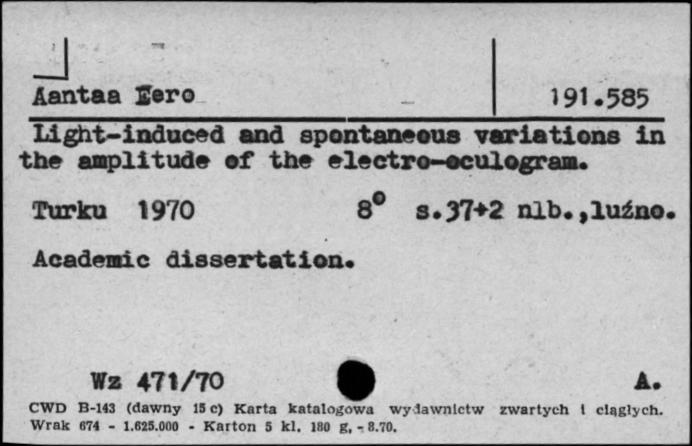 Aantaa Eero 191.585
Light-induced and spontaneous variations in
the amplitude of the electro-oculogram.
Turku 1970 8° s.37+2 nlb.,luźno.
Academic dissertation.
Wz 471/70 A.
CWD B-143 (dawny 15 c) Karta katalogowa wydawnictw zwartych i ciągłych.
Wrak 674 - 1.625.000 - Karton 5 kl. 180 g, - 8.70.